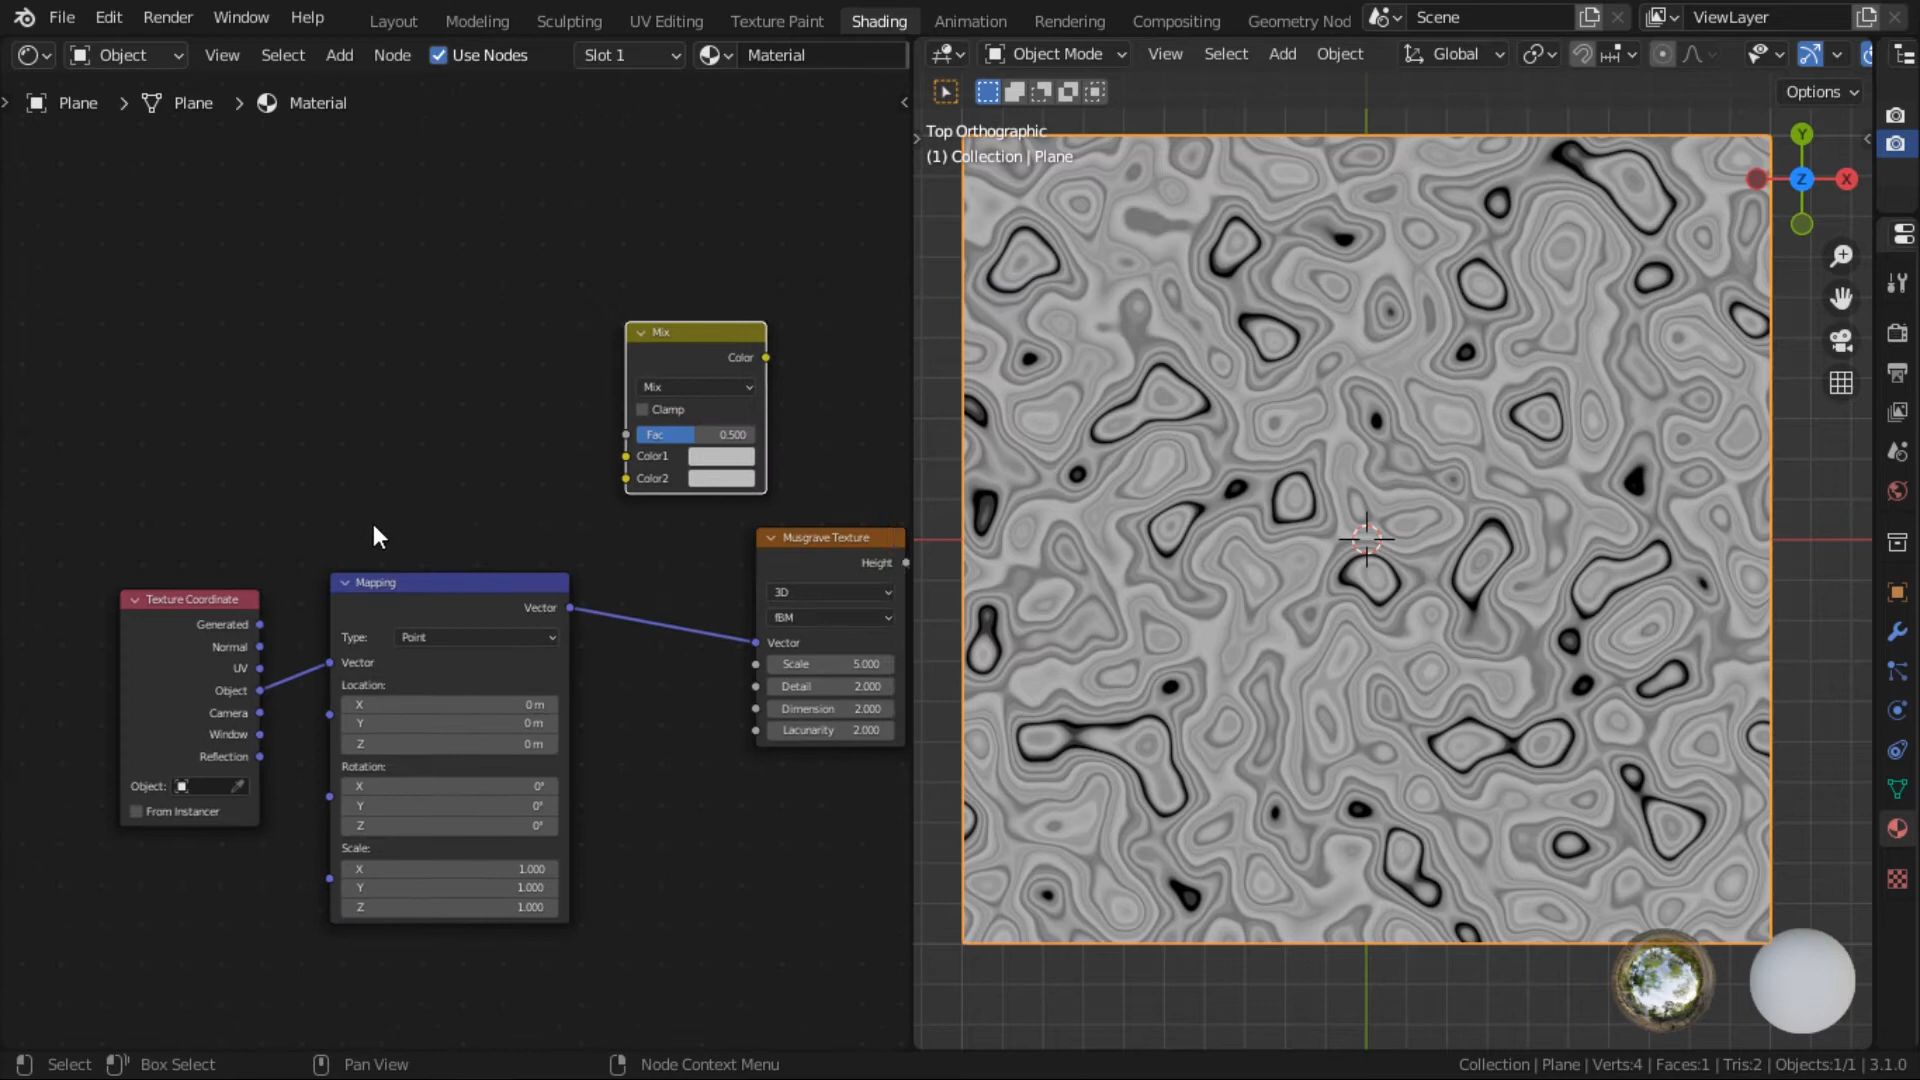 File Edit Render Window Help Layout Modeling Sculpting UV Editing Texture Paint Shading Animation Rendering Compositing Geometry Nod Scene ViewLayer
Object View Select Add Node Use Nodes Slot 1 Material
Object Mode View Select Add Object Global
Plane > Plane > Material
Options
Top Orthographic
(1) Collection | Plane
Y
Z
X
Mix
Color
Mix
Clamp
Fac 0.500
Color1
Color2
Musgrave Texture
Height
3D
fBM
Vector
Scale 5.000
Detail 2.000
Dimension 2.000
Lacunarity 2.000
Mapping
Vector
Type: Point
Vector
Location:
X 0 m
Y 0 m
Z 0 m
Rotation:
X 0°
Y 0°
Z 0°
Scale:
X 1.000
Y 1.000
Z 1.000
Texture Coordinate
Generated
Normal
UV
Object
Camera
Window
Reflection
Object:
From Instancer
Select Box Select Pan View Node Context Menu
Collection | Plane | Verts:4 | Faces:1 | Tris:2 | Objects:1/1 | 3.1.0